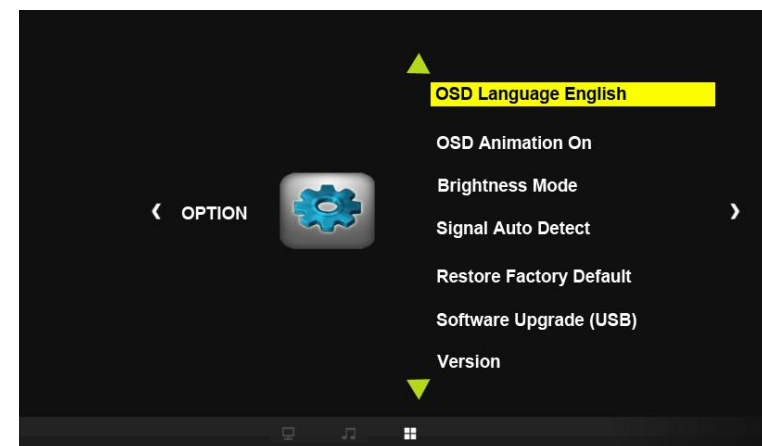 OSD Language English
OSD Animation On
Brightness Mode
OPTION
Signal Auto Detect
Restore Factory Default
Software Upgrade (USB)
Version